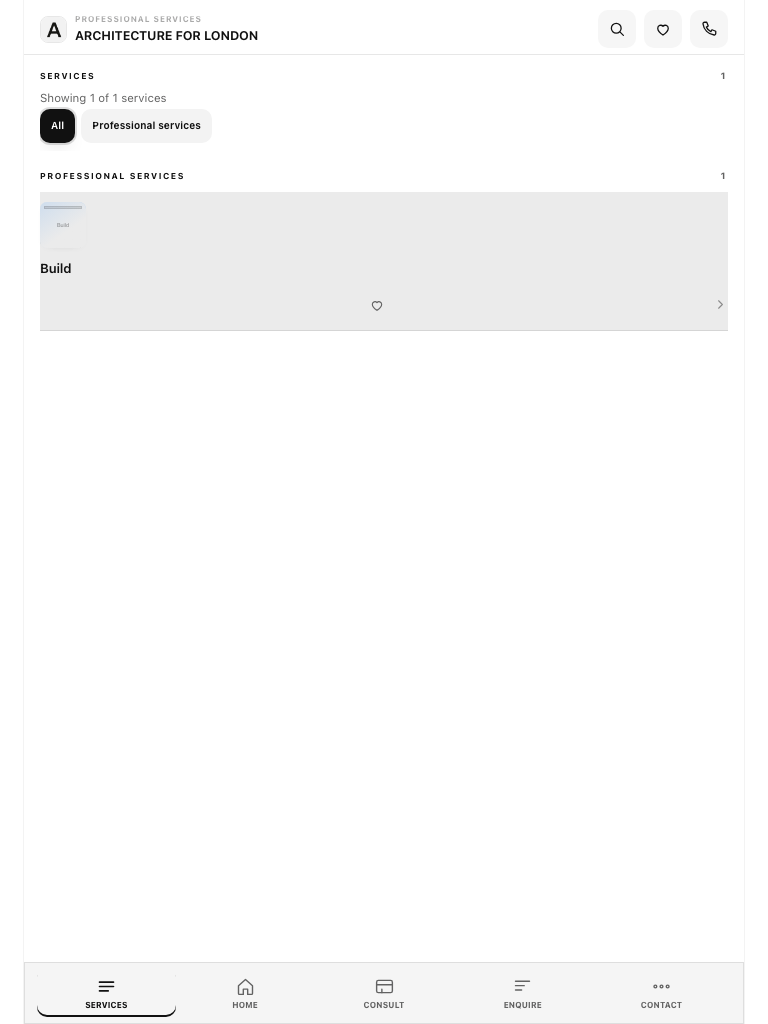 A
PROFESSIONAL SERVICES
ARCHITECTURE FOR LONDON
SERVICES 1
Showing 1 of 1 services
All Professional services
PROFESSIONAL SERVICES 1
Build
Build
SERVICES HOME CONSULT ENQUIRE CONTACT